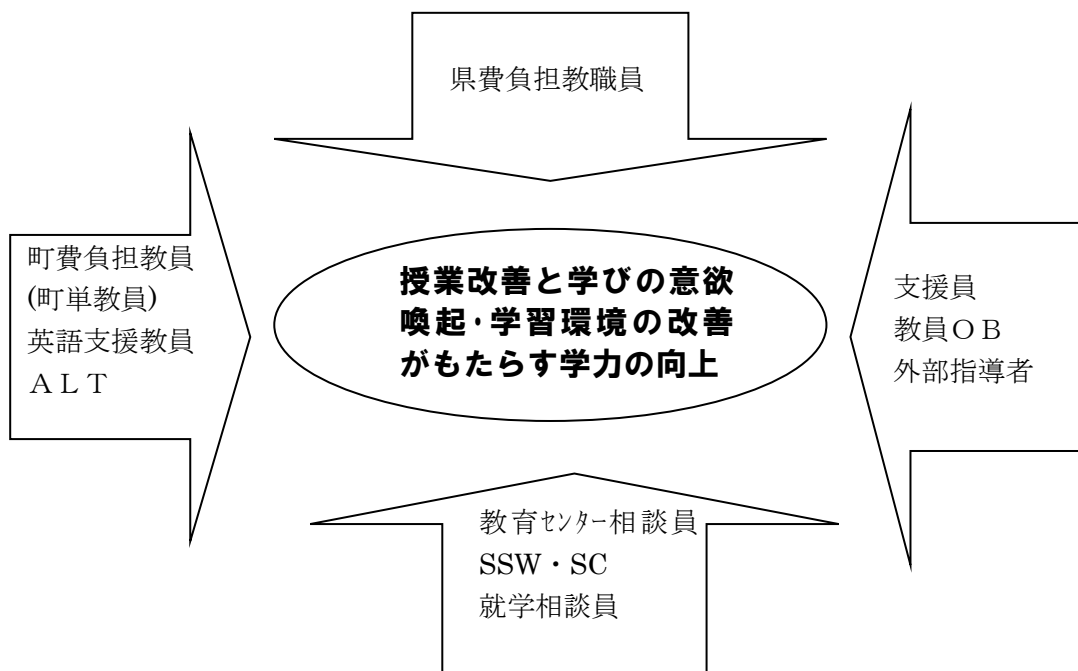 県費負担教職員
町費負担教員
(町単教員)
英語支援教員
ＡＬＴ
授業改善と学びの意欲
喚起･学習環境の改善
がもたらす学力の向上
支援員
教員ＯＢ
外部指導者
教育ｾﾝﾀｰ相談員
SSW・SC
就学相談員